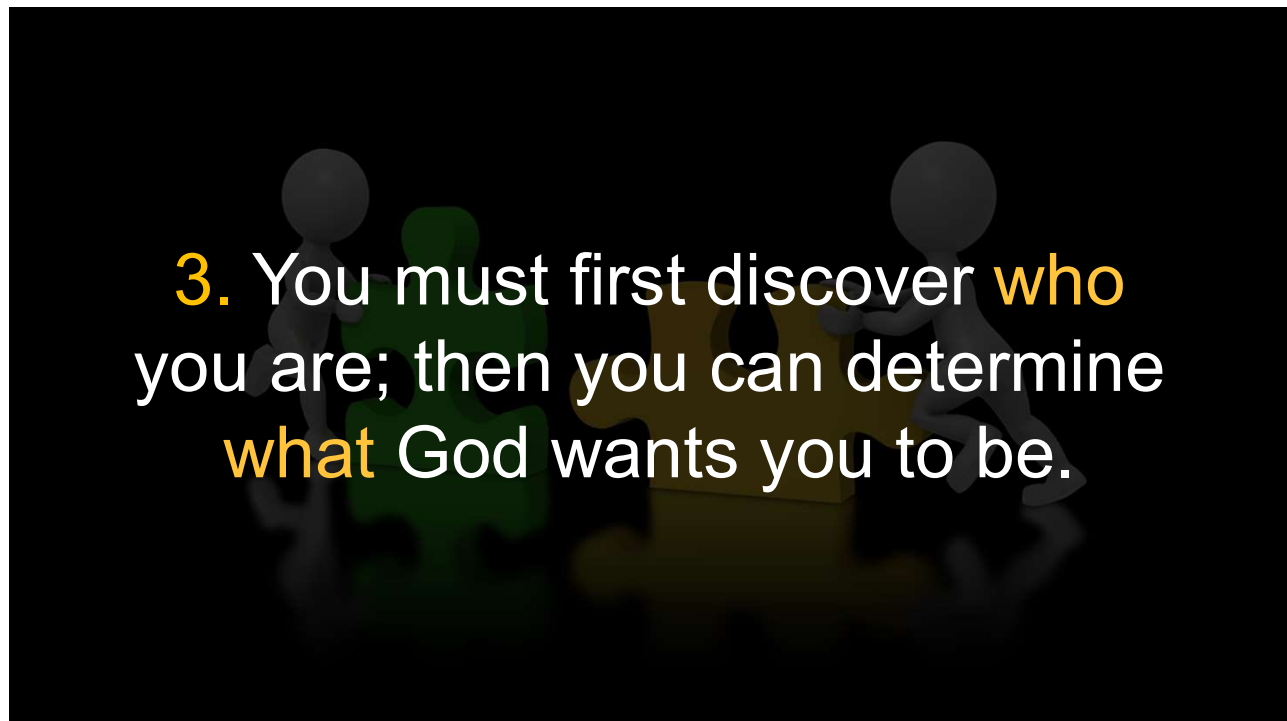 3. You must first discover who
you are; then you can determine
what God wants you to be.